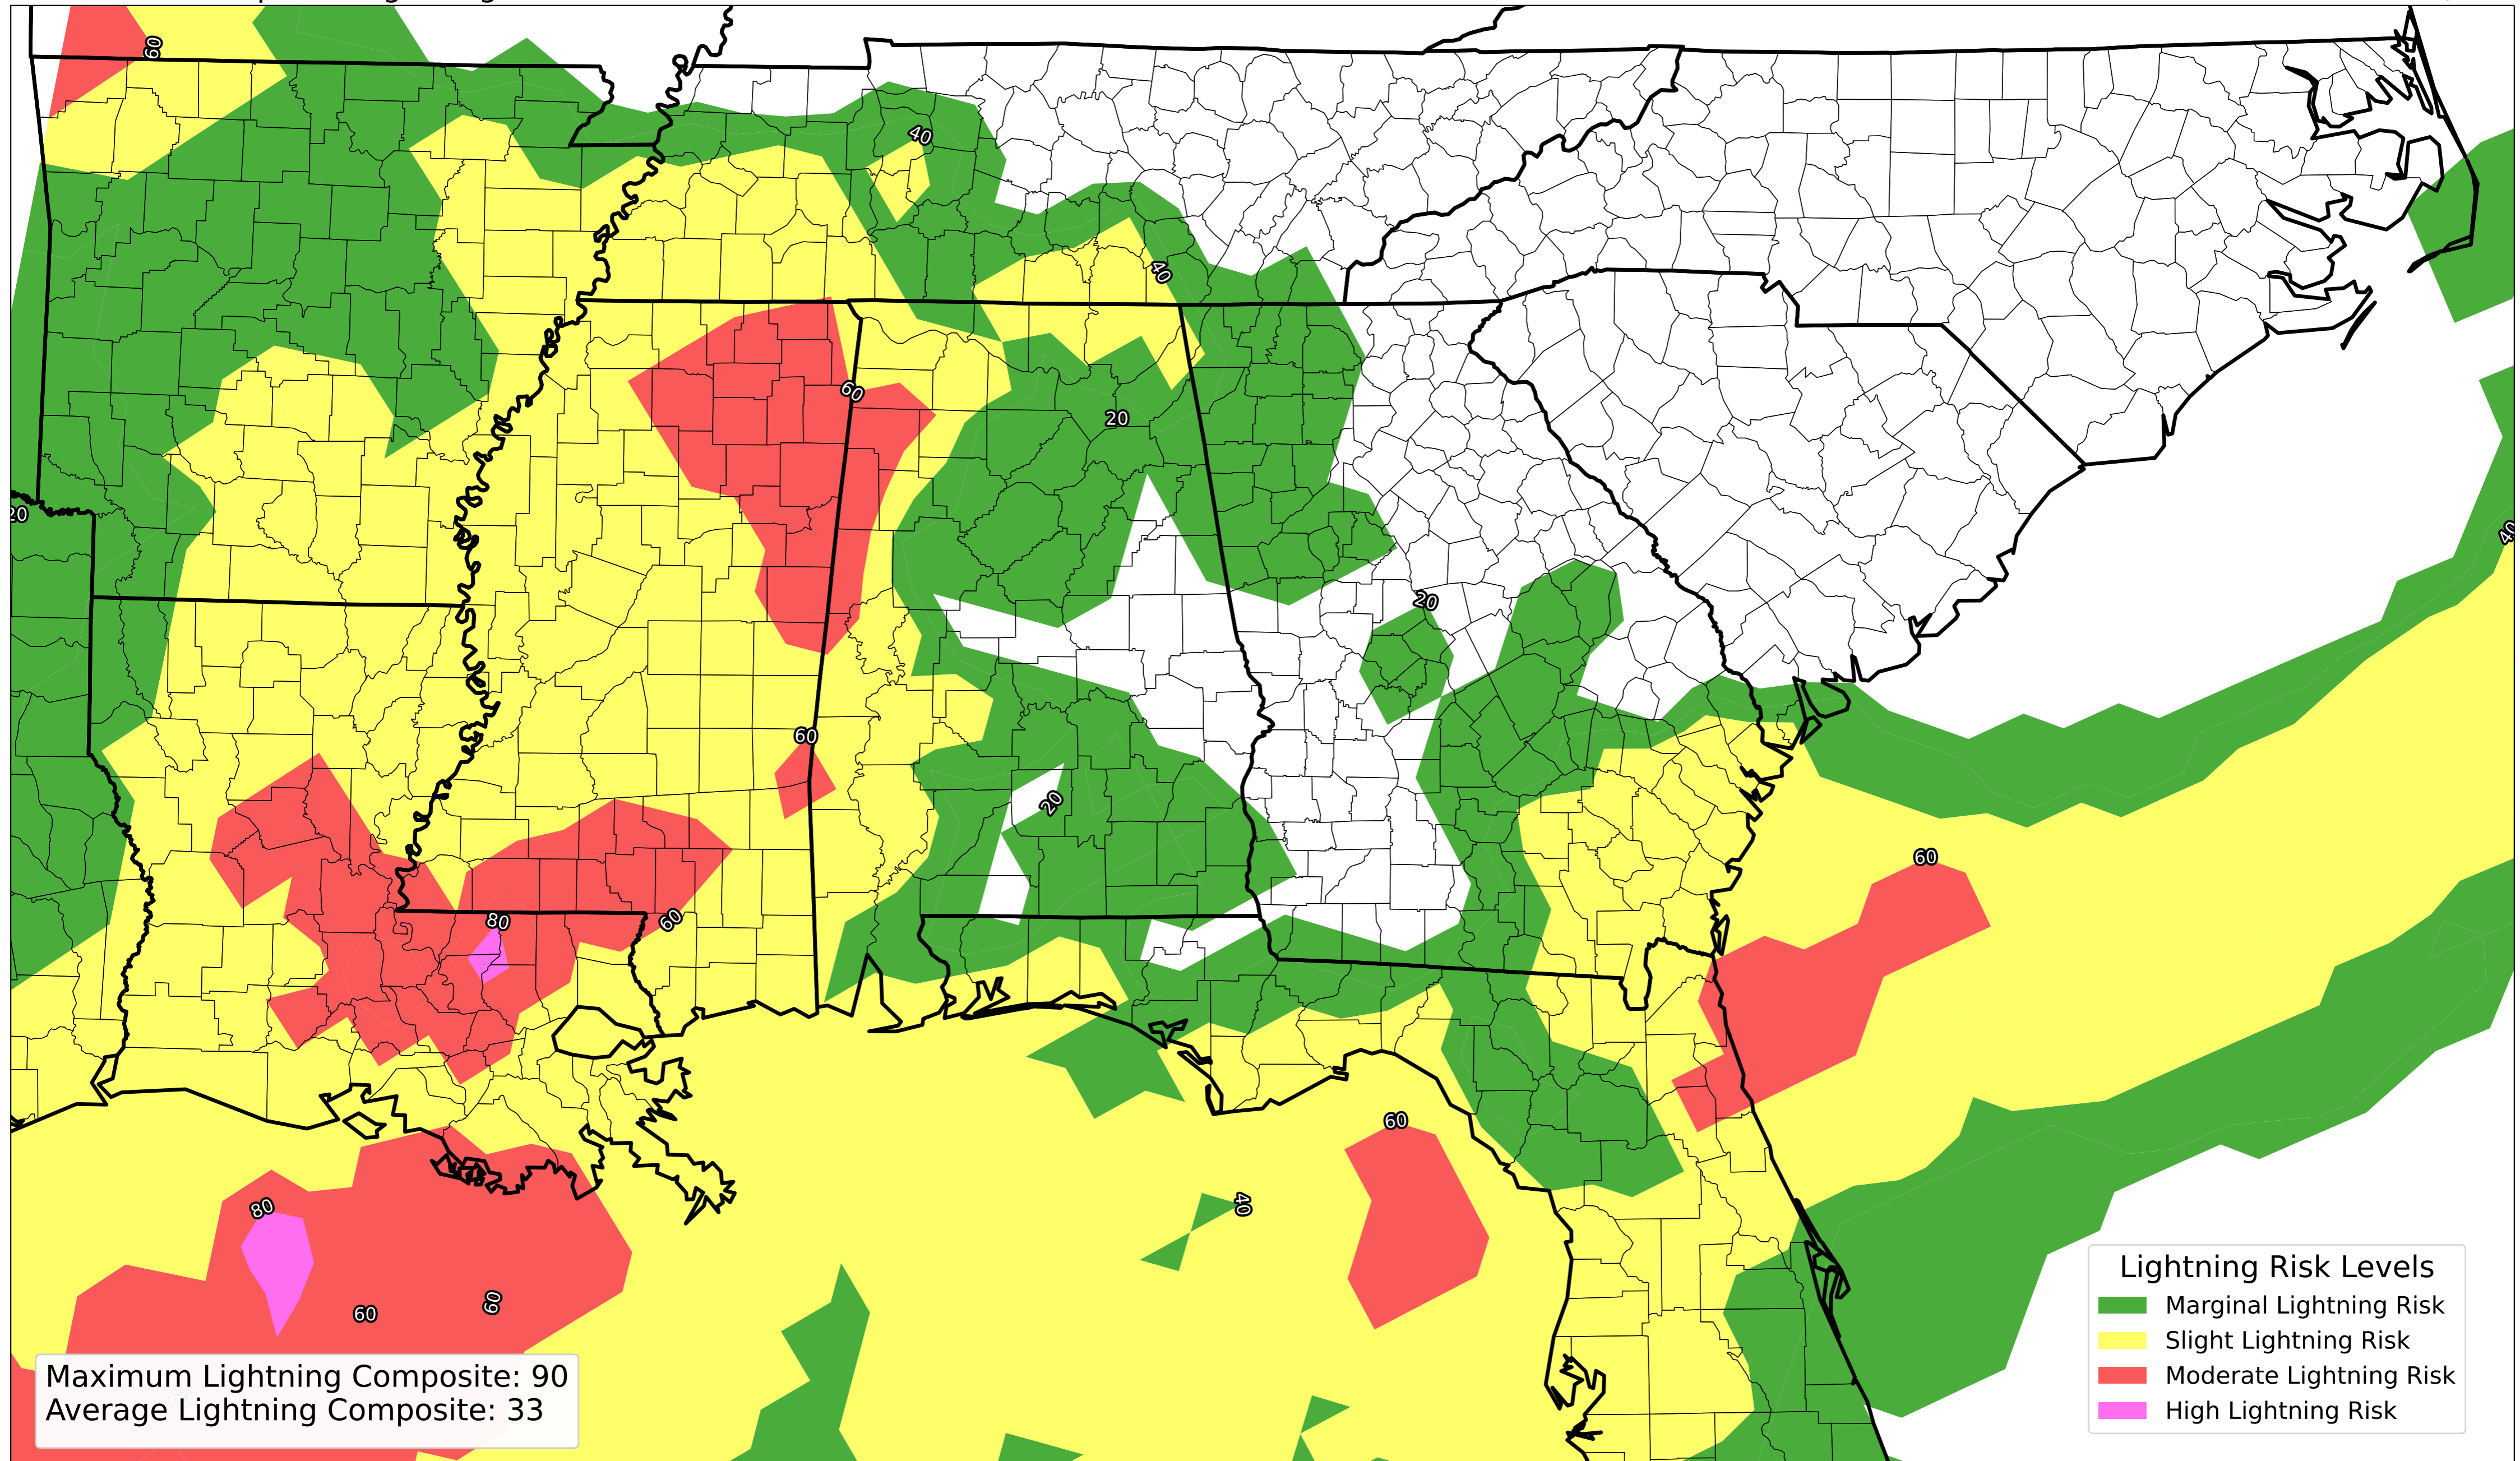 60
40
40
60
20
20
40
20
60
20
60
80
60
60
80
40
60
60
Lightning Risk Levels
Marginal Lightning Risk
Slight Lightning Risk
Moderate Lightning Risk
High Lightning Risk
Maximum Lightning Composite: 90
Average Lightning Composite: 33